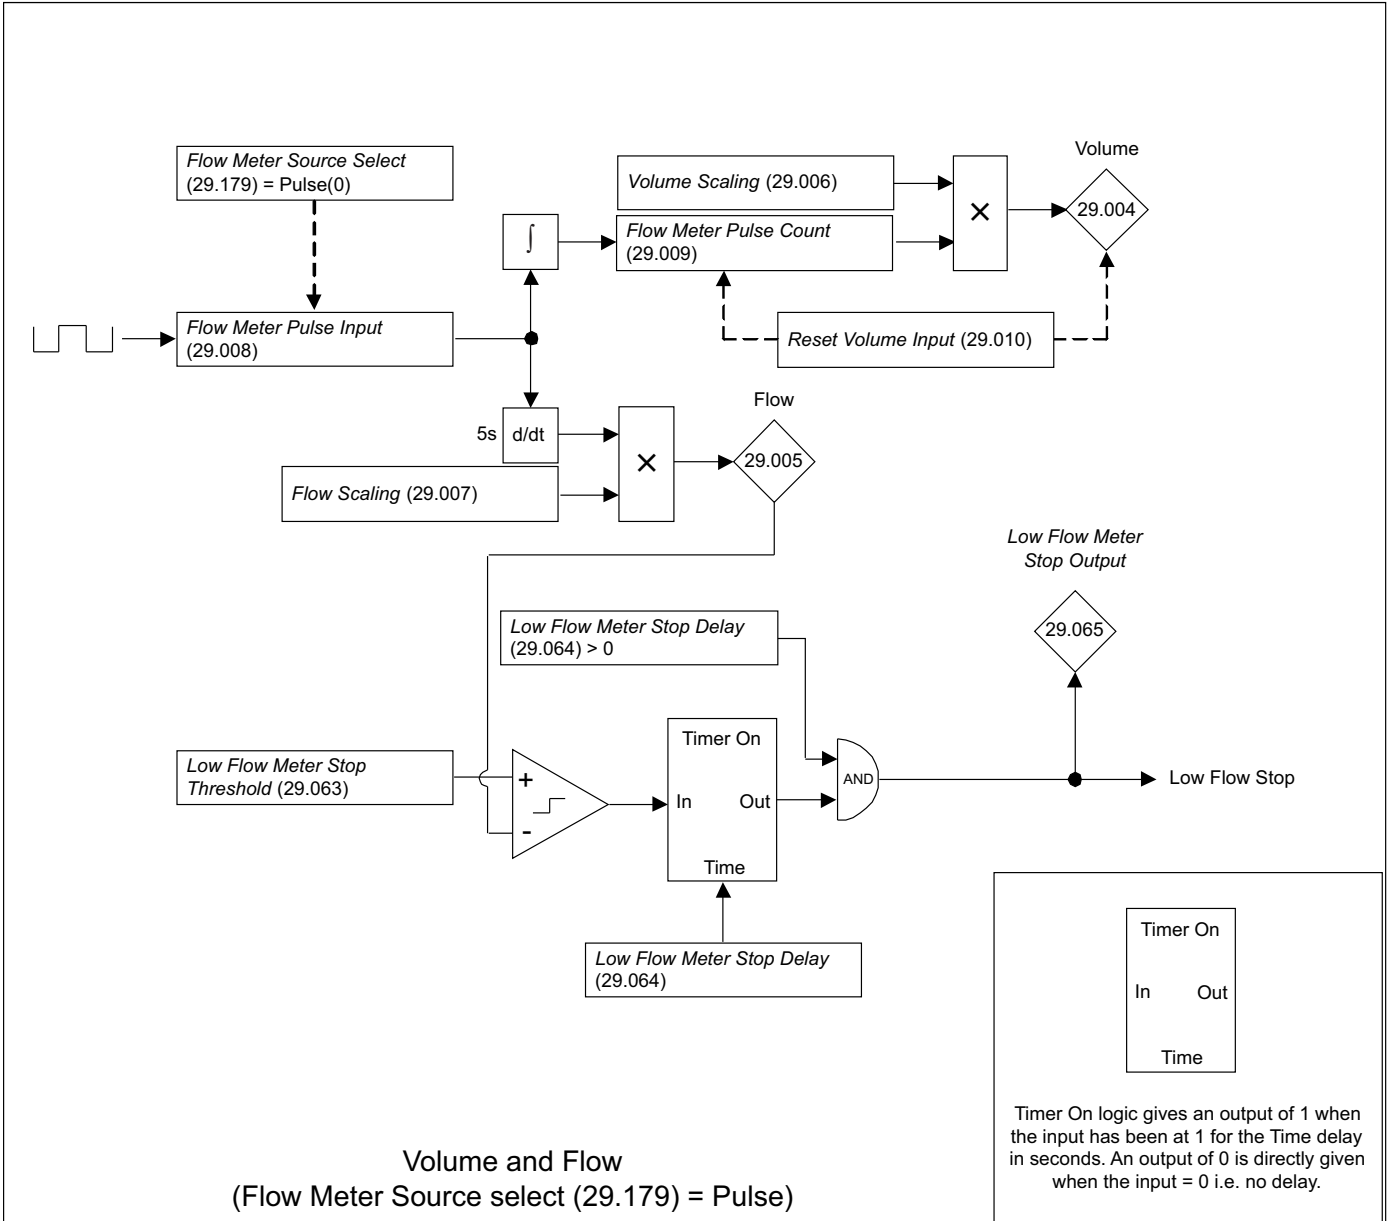 Flow Meter Source Select
(29.179) = Pulse(0)
Volume Scaling (29.006)
Volume
29.004
∫
Flow Meter Pulse Count
(29.009)
×
Flow Meter Pulse Input
(29.008)
Reset Volume Input (29.010)
5s
d/dt
×
Flow
29.005
Flow Scaling (29.007)
Low Flow Meter
Stop Output
29.065
Low Flow Meter Stop Delay
(29.064) > 0
Low Flow Meter Stop
Threshold (29.063)
+
-
Timer On
In
Out
Time
AND
Low Flow Stop
Low Flow Meter Stop Delay
(29.064)
Timer On
In
Out
Time
Timer On logic gives an output of 1 when
the input has been at 1 for the Time delay
in seconds. An output of 0 is directly given
when the input = 0 i.e. no delay.
Volume and Flow
(Flow Meter Source select (29.179) = Pulse)